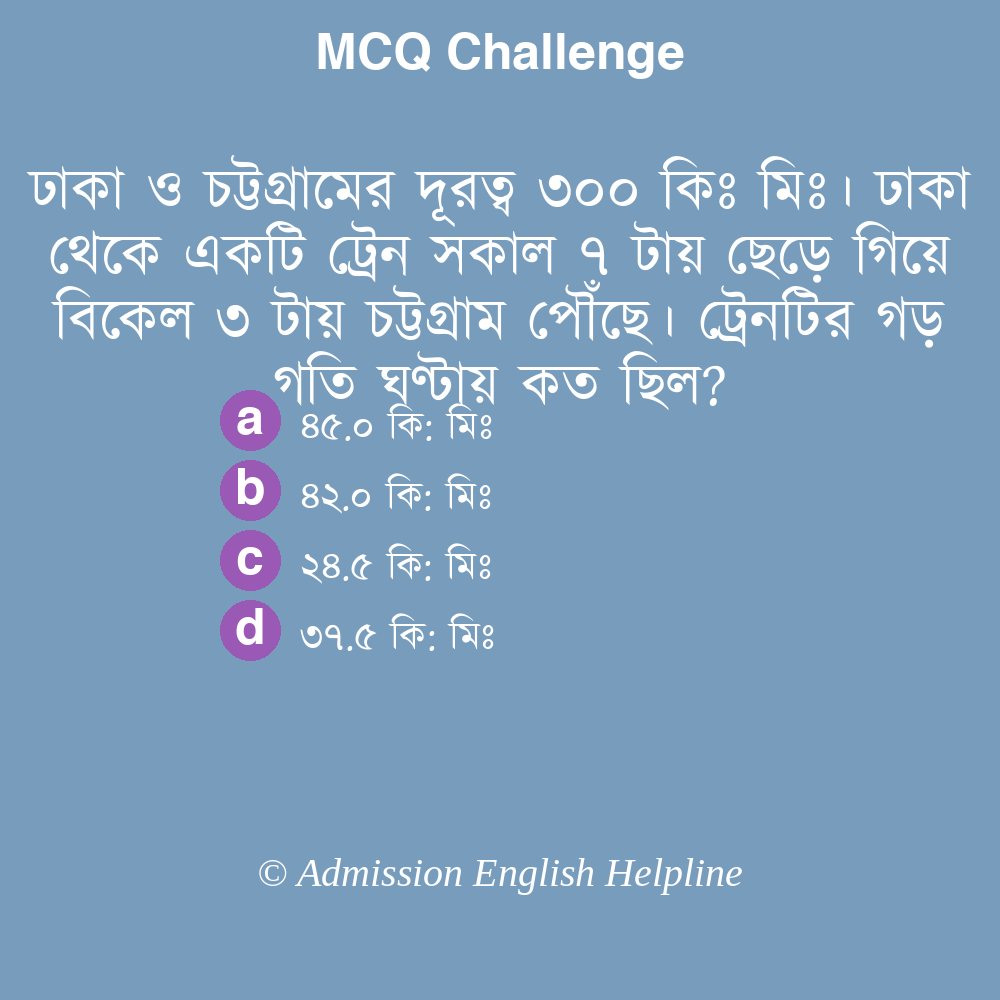 MCQ Challenge
ঢাকা ও চট্টগ্রামের দূরত্ব ৩০০ কিঃ মিঃ। ঢাকা
থেকে একটি ট্রেন সকাল ৭ টায় ছেড়ে গিয়ে
বিকেল ৩ টায় চট্টগ্রাম পৌঁছে। ট্রেনটির গড়
গতি ঘণ্টায় কত ছিল?
a ৪৫.০ কি: মিঃ
b ৪২.০ কি: মিঃ
c ২৪.৫ কি: মিঃ
d ৩৭.৫ কি: মিঃ
© Admission English Helpline